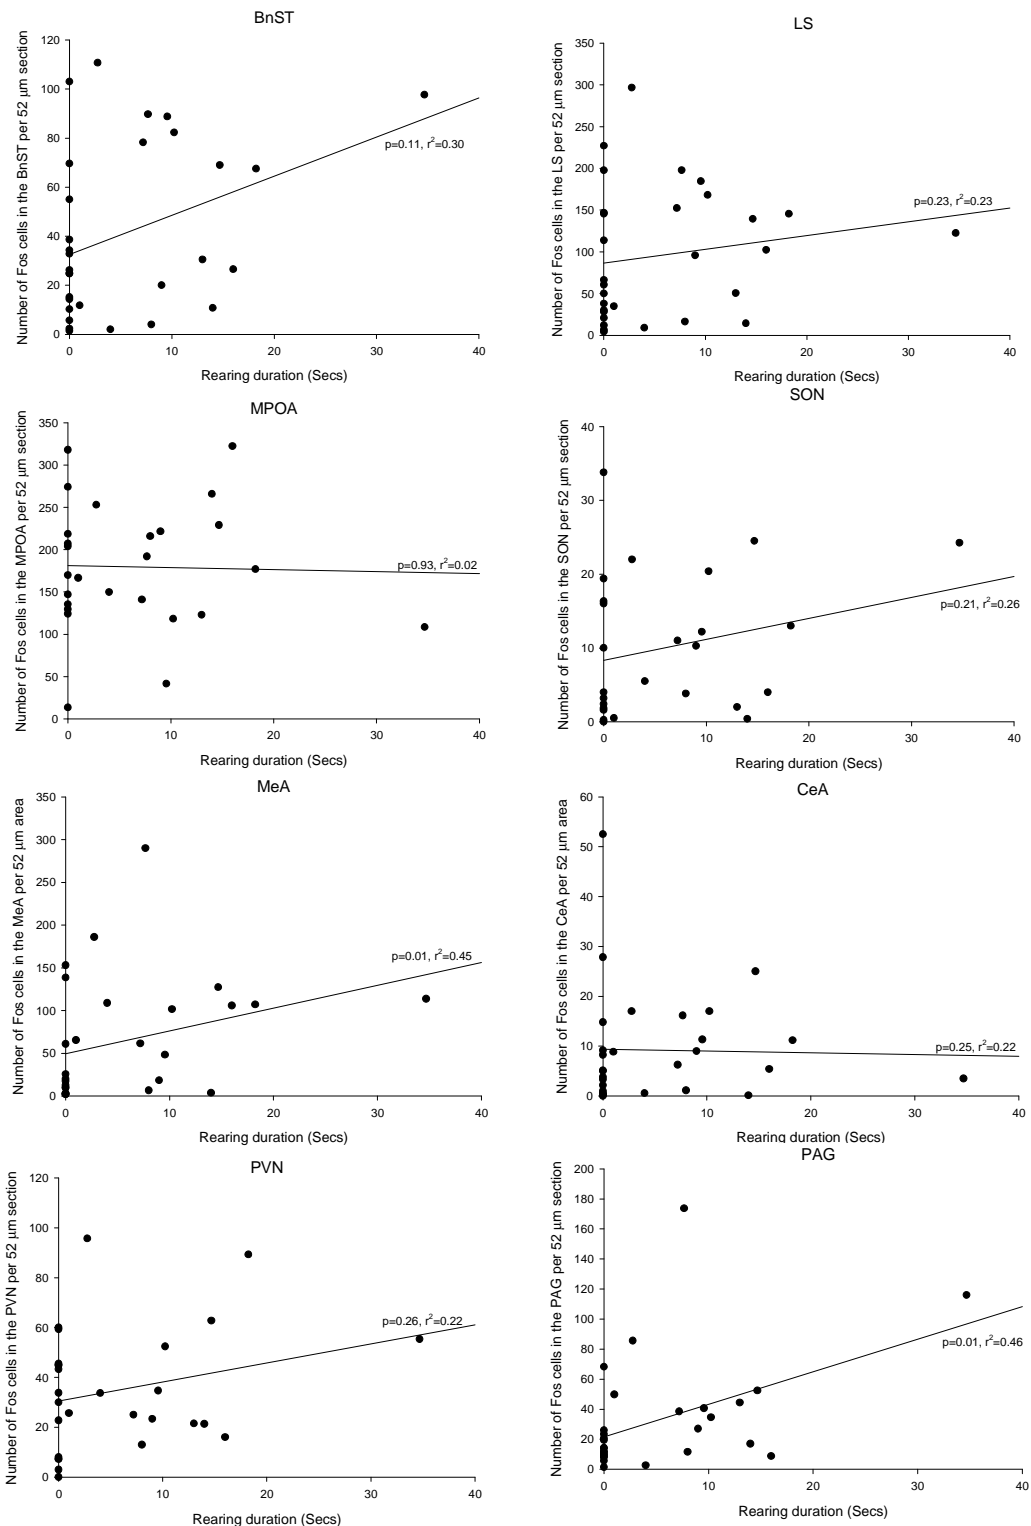 BnST
Number of Fos cells in the BnST per 52 µm section
120
100
80
60
40
20
0
p=0.11, r²=0.30
0 10 20 30 40
Rearing duration (Secs)
LS
Number of Fos cells in the LS per 52 µm section
350
300
250
200
150
100
50
0
p=0.23, r²=0.23
0 10 20 30 40
Rearing duration (Secs)
MPOA
Number of Fos cells in the MPOA per 52 µm section
350
300
250
200
150
100
50
0
p=0.93, r²=0.02
0 10 20 30 40
Rearing duration (Secs)
SON
Number of Fos cells in the SON per 52 µm section
40
30
20
10
0
p=0.21, r²=0.26
0 10 20 30 40
Rearing duration (Secs)
MeA
Number of Fos cells in the MeA per 52 µm area
350
300
250
200
150
100
50
0
p=0.01, r²=0.45
0 10 20 30 40
Rearing duration (Secs)
CeA
Number of Fos cells in the CeA per 52 µm area
60
50
40
30
20
10
0
p=0.25, r²=0.22
0 10 20 30 40
Rearing duration (Secs)
PVN
Number of Fos cells in the PVN per 52 µm section
120
100
80
60
40
20
0
p=0.26, r²=0.22
0 10 20 30 40
Rearing duration (Secs)
PAG
Number of Fos cells in the PAG per 52 µm section
200
180
160
140
120
100
80
60
40
20
0
p=0.01, r²=0.46
0 10 20 30 40
Rearing duration (Secs)